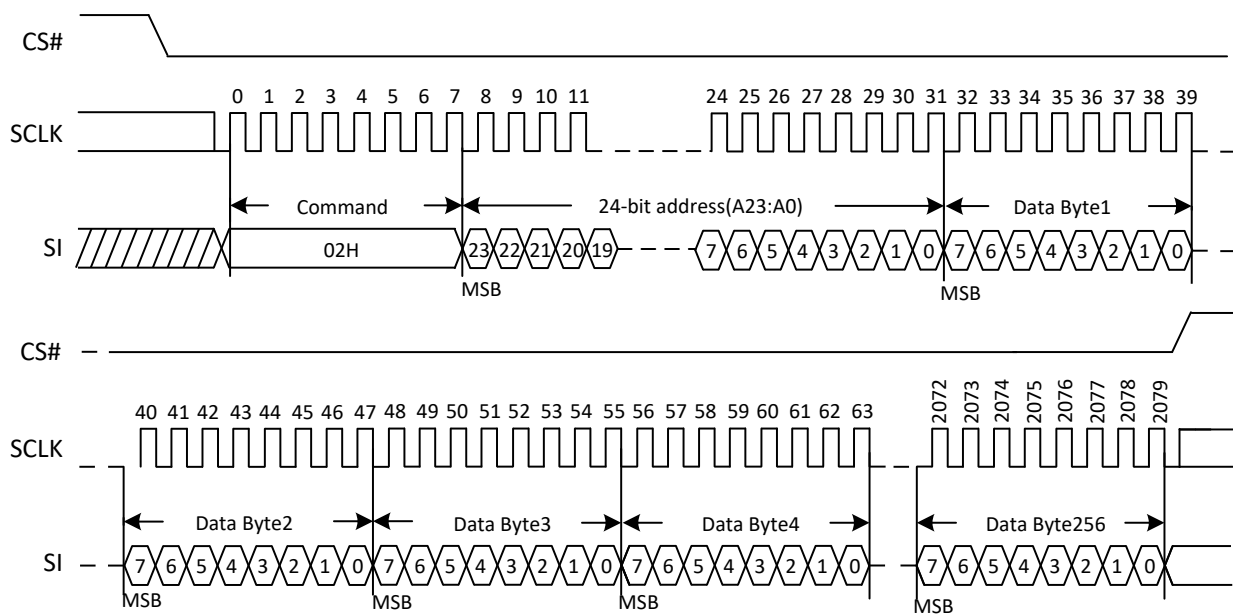 CS#
0 1 2 3 4 5 6 7 8 9 10 11 24 25 26 27 28 29 30 31 32 33 34 35 36 37 38 39
SCLK
Command 24-bit address(A23:A0) Data Byte1
SI 02H 23 22 21 20 19 7 6 5 4 3 2 1 0 7 6 5 4 3 2 1 0
MSB MSB
CS#
40 41 42 43 44 45 46 47 48 49 50 51 52 53 54 55 56 57 58 59 60 61 62 63 2072 2073 2074 2075 2076 2077 2078 2079
SCLK
Data Byte2 Data Byte3 Data Byte4 Data Byte256
SI 7 6 5 4 3 2 1 0 7 6 5 4 3 2 1 0 7 6 5 4 3 2 1 0 7 6 5 4 3 2 1 0
MSB MSB MSB MSB